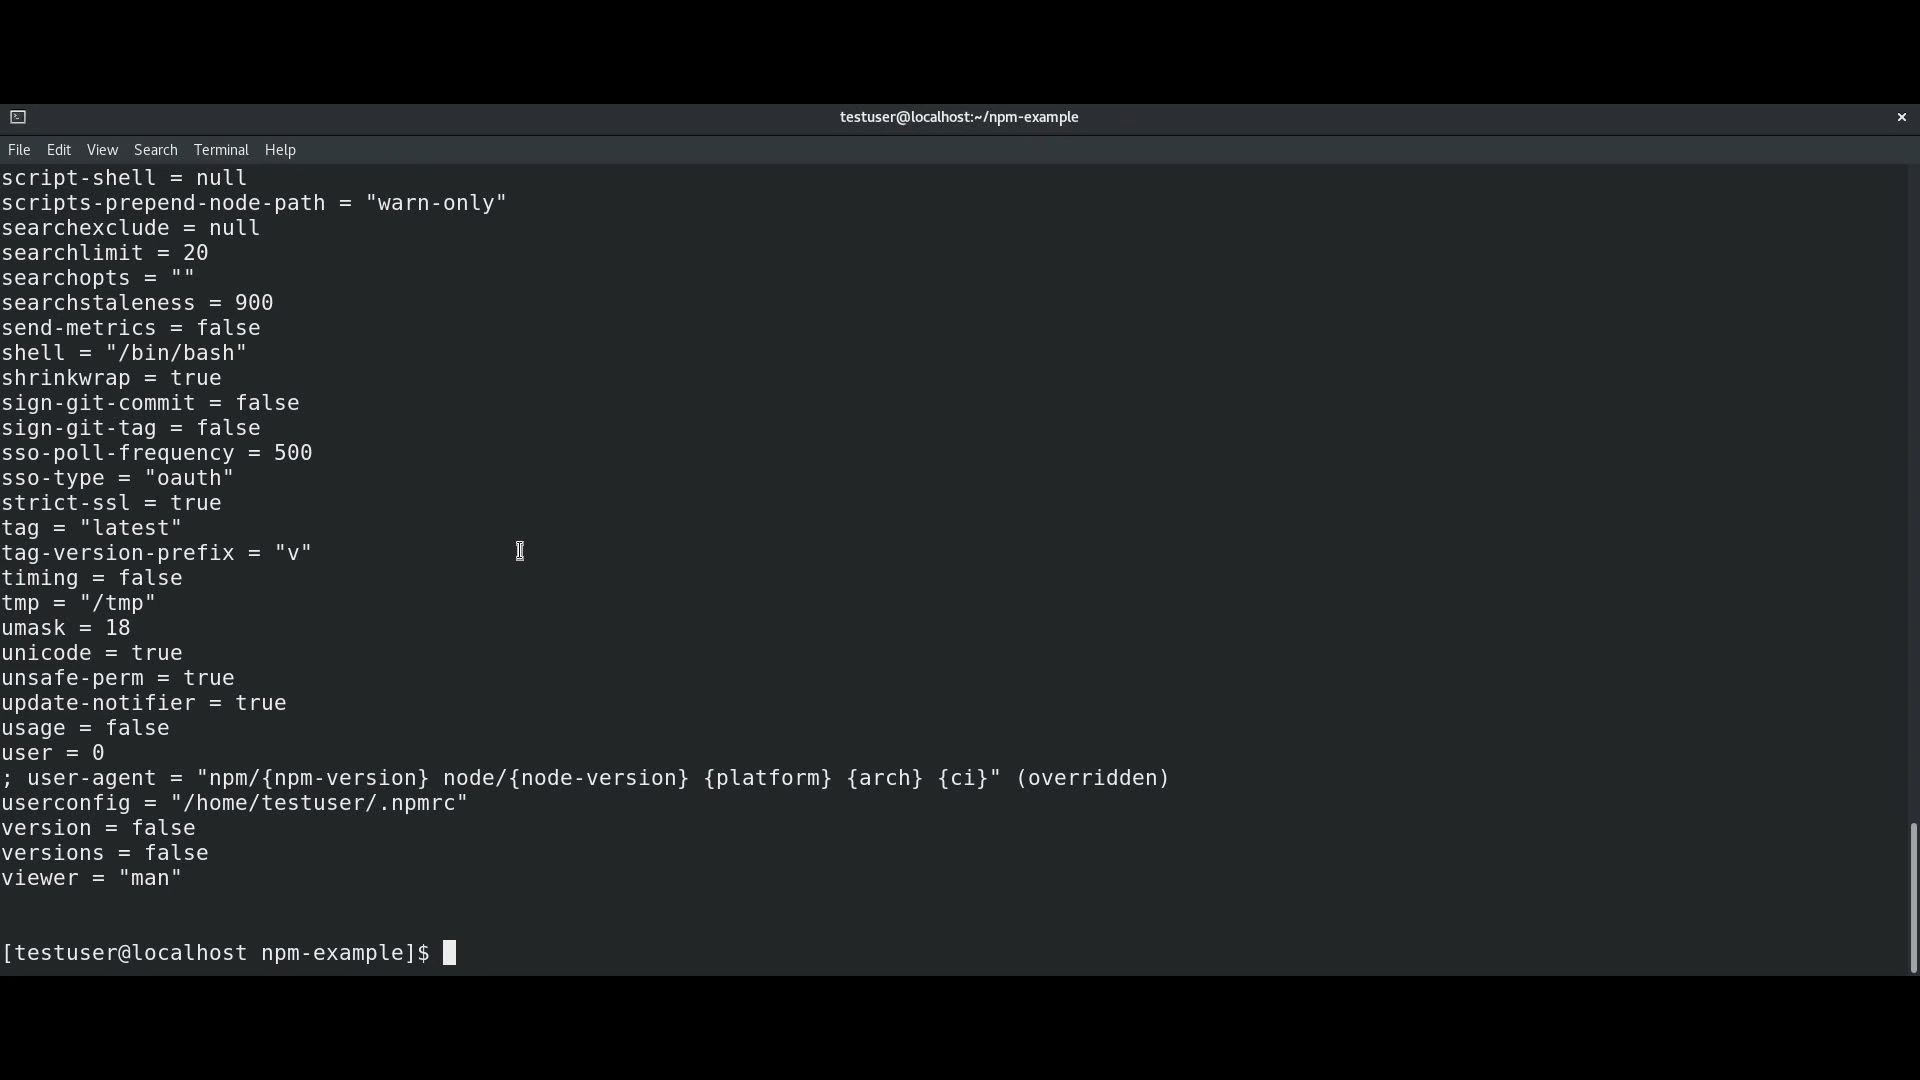 testuser@localhost:~/npm-example
File Edit View Search Terminal Help
script-shell = null
scripts-prepend-node-path = "warn-only"
searchexclude = null
searchlimit = 20
searchopts = ""
searchstaleness = 900
send-metrics = false
shell = "/bin/bash"
shrinkwrap = true
sign-git-commit = false
sign-git-tag = false
sso-poll-frequency = 500
sso-type = "oauth"
strict-ssl = true
tag = "latest"
tag-version-prefix = "v"
timing = false
tmp = "/tmp"
umask = 18
unicode = true
unsafe-perm = true
update-notifier = true
usage = false
user = 0
; user-agent = "npm/{npm-version} node/{node-version} {platform} {arch} {ci}" (overridden)
userconfig = "/home/testuser/.npmrc"
version = false
versions = false
viewer = "man"
[testuser@localhost npm-example]$